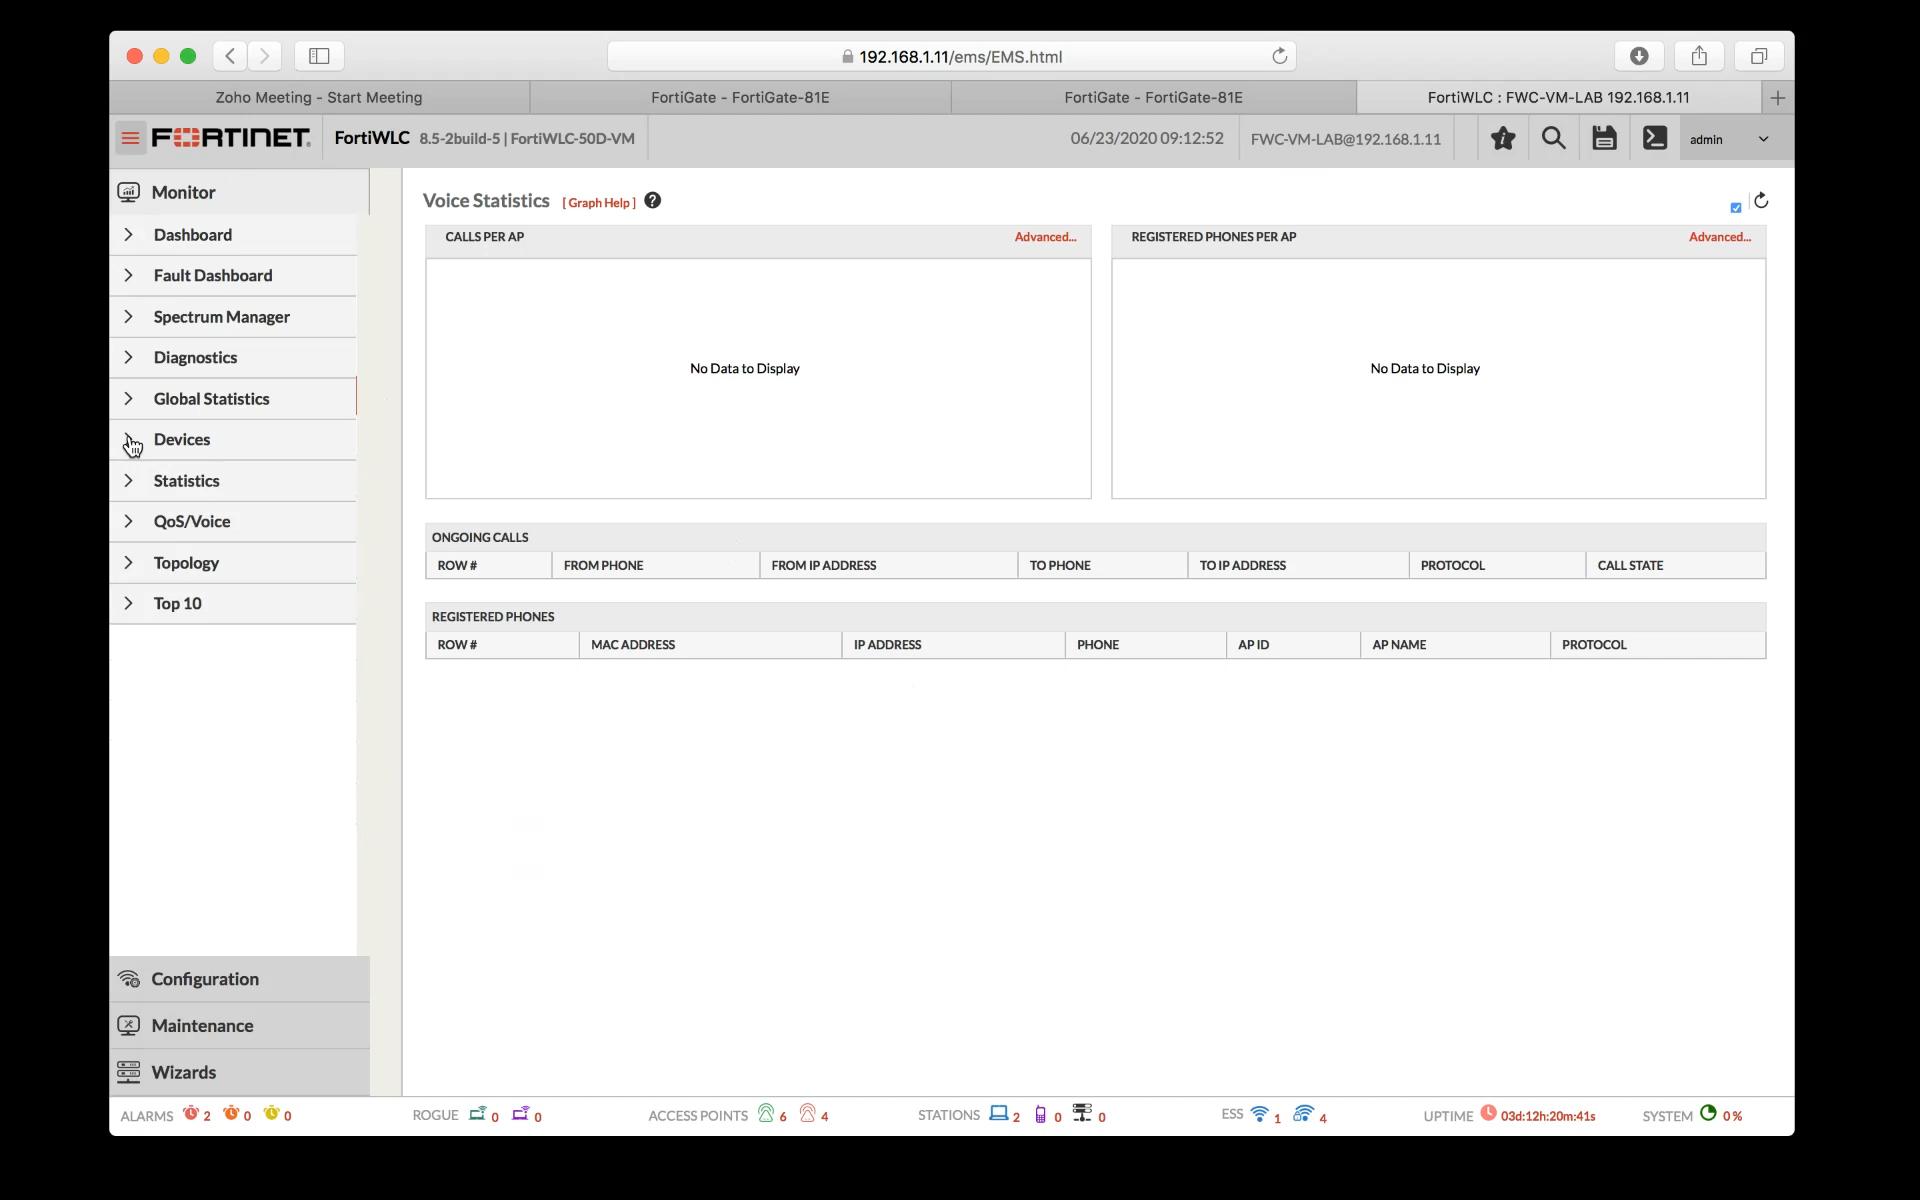 192.168.1.11/ems/EMS.html
Zoho Meeting - Start Meeting
FortiGate - FortiGate-81E
FortiGate - FortiGate-81E
FortiWLC : FWC-VM-LAB 192.168.1.11
FORTINET
FortiWLC 8.5-2build-5 | FortiWLC-50D-VM
06/23/2020 09:12:52
FWC-VM-LAB@192.168.1.11
admin
Monitor
Dashboard
Fault Dashboard
Spectrum Manager
Diagnostics
Global Statistics
Devices
Statistics
QoS/Voice
Topology
Top 10
Configuration
Maintenance
Wizards
Voice Statistics [ Graph Help ] ?
CALLS PER AP Advanced...
No Data to Display
REGISTERED PHONES PER AP Advanced...
No Data to Display
ONGOING CALLS
ROW # FROM PHONE FROM IP ADDRESS TO PHONE TO IP ADDRESS PROTOCOL CALL STATE
REGISTERED PHONES
ROW # MAC ADDRESS IP ADDRESS PHONE AP ID AP NAME PROTOCOL
ALARMS 2 0 0 ROGUE 0 0 ACCESS POINTS 6 4 STATIONS 2 0 0 ESS 1 4 UPTIME 03d:12h:20m:41s SYSTEM 0 %